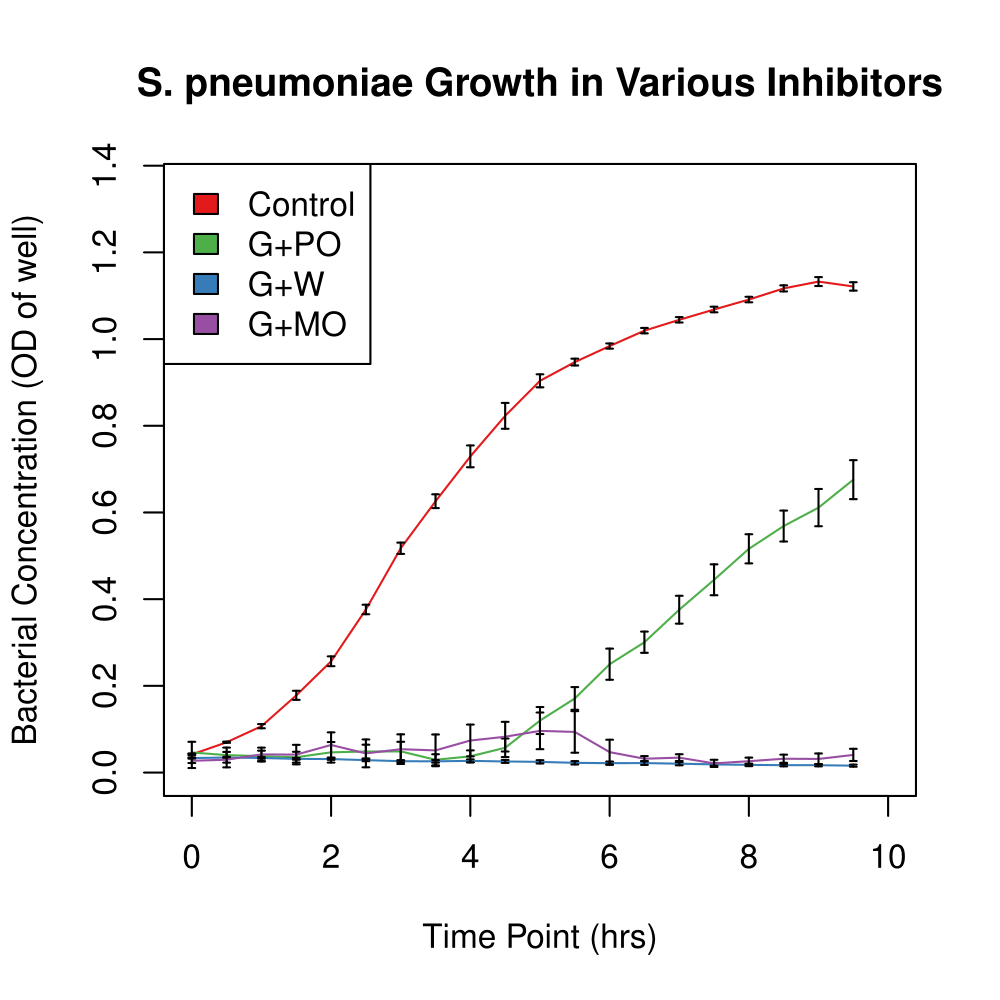 S. pneumoniae Growth in Various Inhibitors
Bacterial Concentration (OD of well)
1.4
1.2
1.0
0.8
0.6
0.4
0.2
0.0
Control
G+PO
G+W
G+MO
0 2 4 6 8 10
Time Point (hrs)